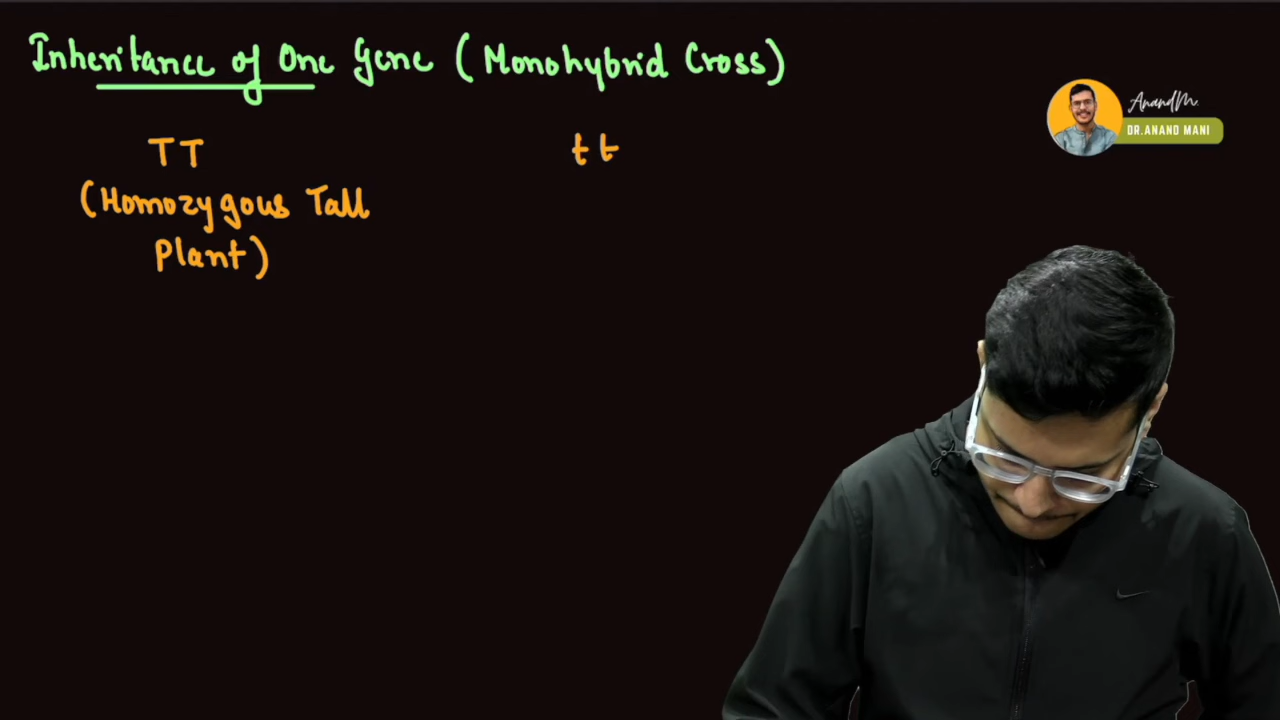 Inheritance of One Gene (Monohybrid Cross)
AnandM.
DR.ANAND MANI
TT
tt
(Homozygous Tall
Plant)